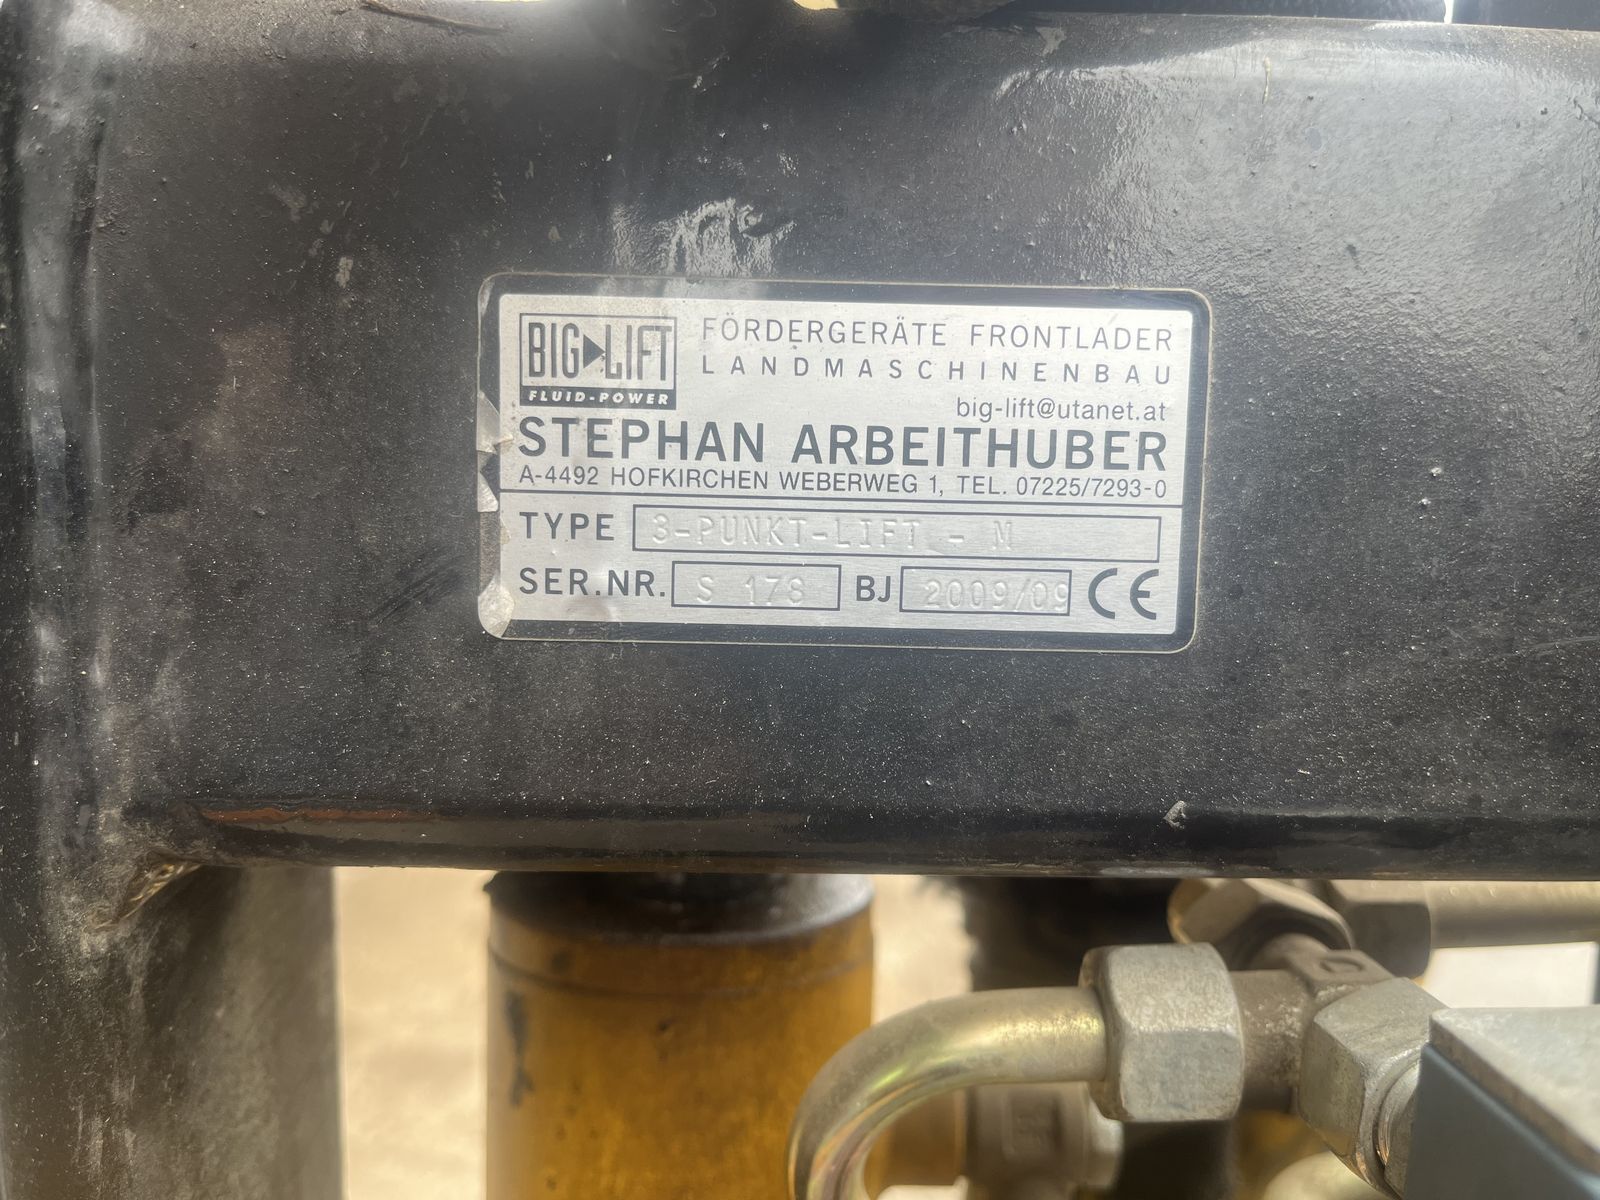 BIG LIFT
FLUID-POWER
FÖRDERGERÄTE FRONTLADER
LANDMASCHINENBAU
big-lift@utanet.at
STEPHAN ARBEITHUBER
A-4492 HOFKIRCHEN WEBERWEG 1, TEL. 07225/7293-0
TYPE 3-PUNKT-LIFT - M
SER.NR. S 178 BJ 2009/09 CE